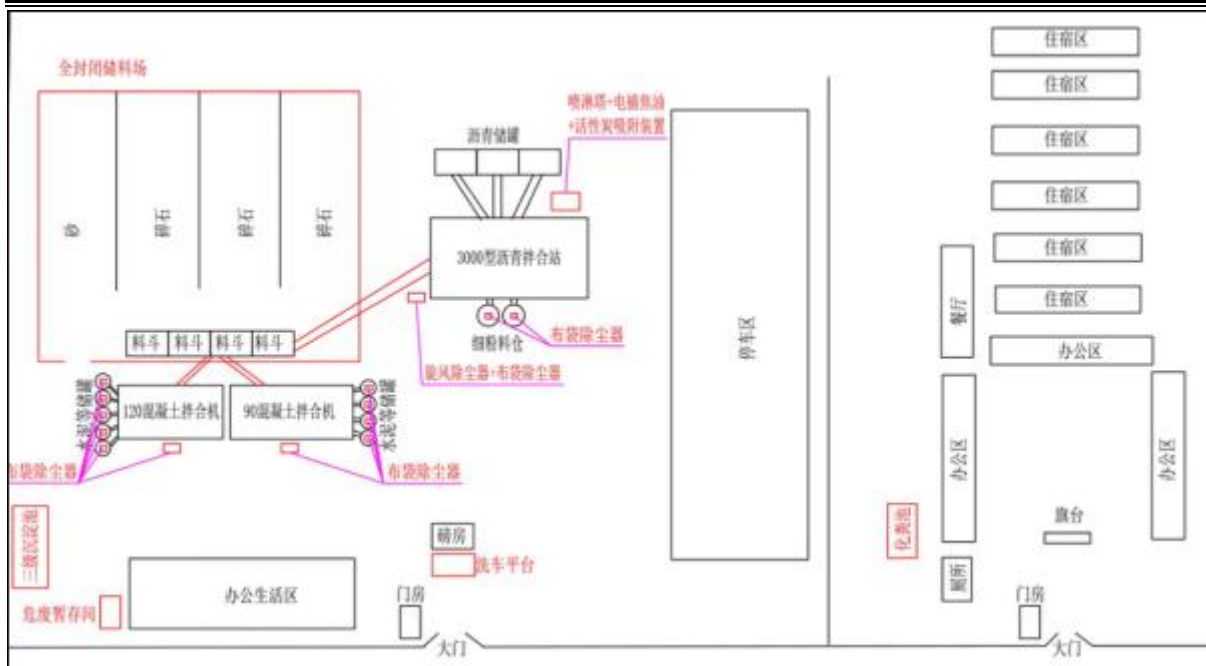 全封闭储料场
砂
碎石
碎石
碎石
料斗
料斗
料斗
料斗
沥青储罐
喷淋塔+电捕焦油
+活性炭吸附装置
3000型沥青拌合站
细粉料仓
布袋除尘器
旋风除尘器+布袋除尘器
水泥等储罐
120混凝土拌合机
90混凝土拌合机
水泥等储罐
布袋除尘器
布袋除尘器
三级沉淀池
危废暂存间
办公生活区
磅房
洗车平台
门房
大门
停车区
住宿区
住宿区
住宿区
住宿区
住宿区
住宿区
餐厅
办公区
办公区
办公区
化粪池
旗台
厕所
门房
大门